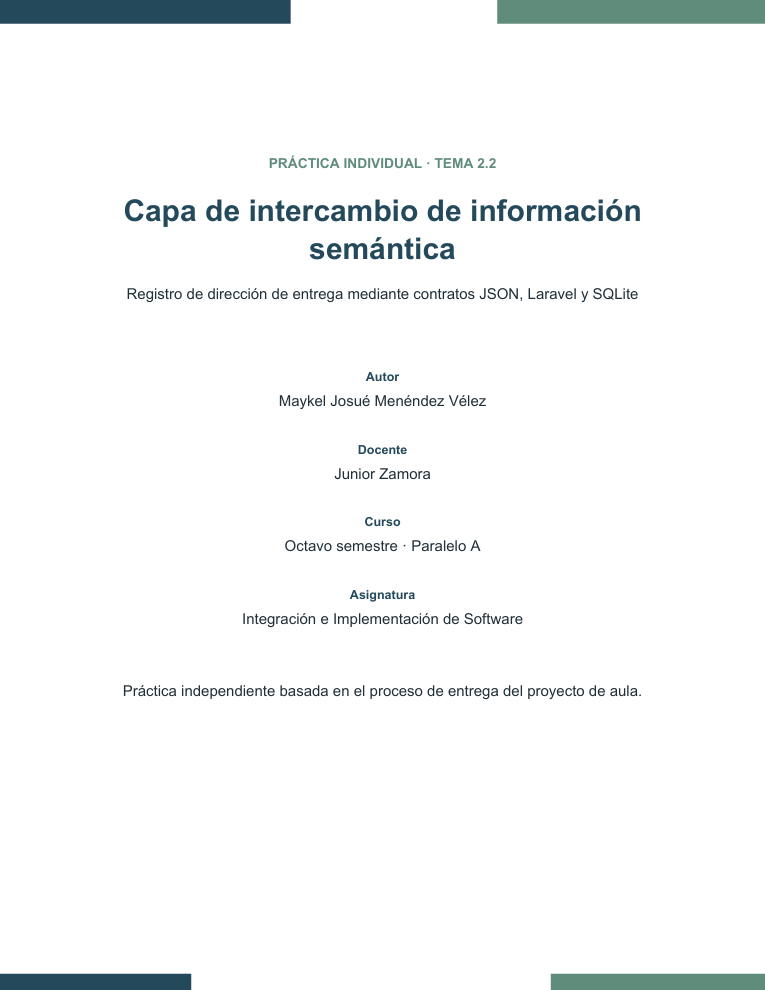 PRÁCTICA INDIVIDUAL · TEMA 2.2
Capa de intercambio de información
semántica
Registro de dirección de entrega mediante contratos JSON, Laravel y SQLite
Autor
Maykel Josué Menéndez Vélez
Docente
Junior Zamora
Curso
Octavo semestre · Paralelo A
Asignatura
Integración e Implementación de Software
Práctica independiente basada en el proceso de entrega del proyecto de aula.